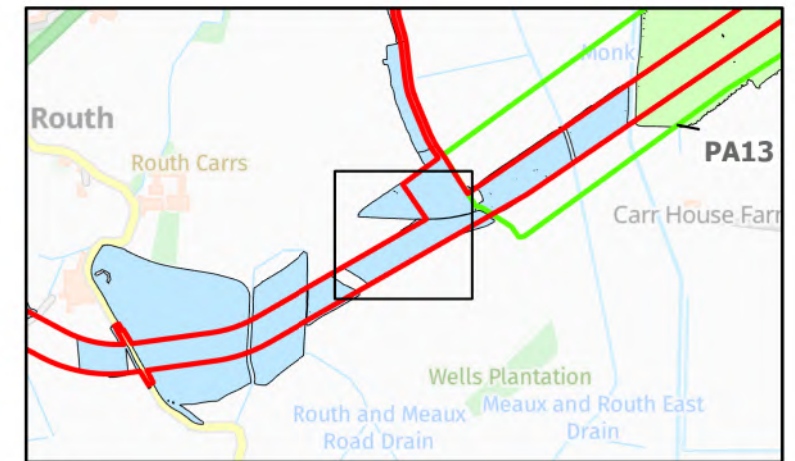 Monk
Routh
Routh Carrs
PA13
Carr House Farr
Wells Plantation
Routh and Meaux
Road Drain
Meaux and Routh East
Drain